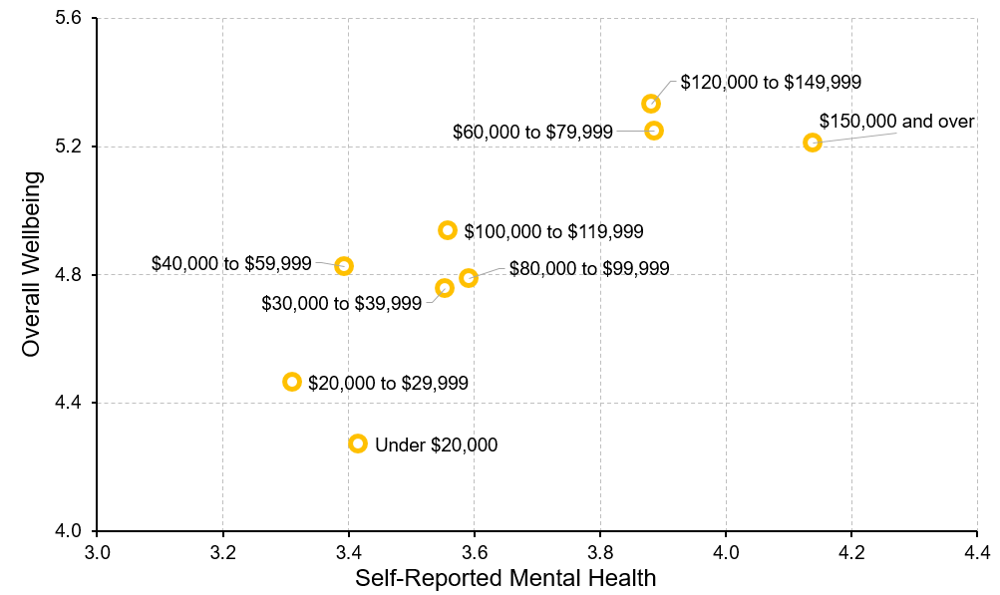 5.6
$120,000 to $149,999
$150,000 and over
$60,000 to $79,999
5.2
$100,000 to $119,999
$40,000 to $59,999
$80,000 to $99,999
4.8
$30,000 to $39,999
$20,000 to $29,999
4.4
Under $20,000
4.0
Overall Wellbeing
3.0 3.2 3.4 3.6 3.8 4.0 4.2 4.4
Self-Reported Mental Health